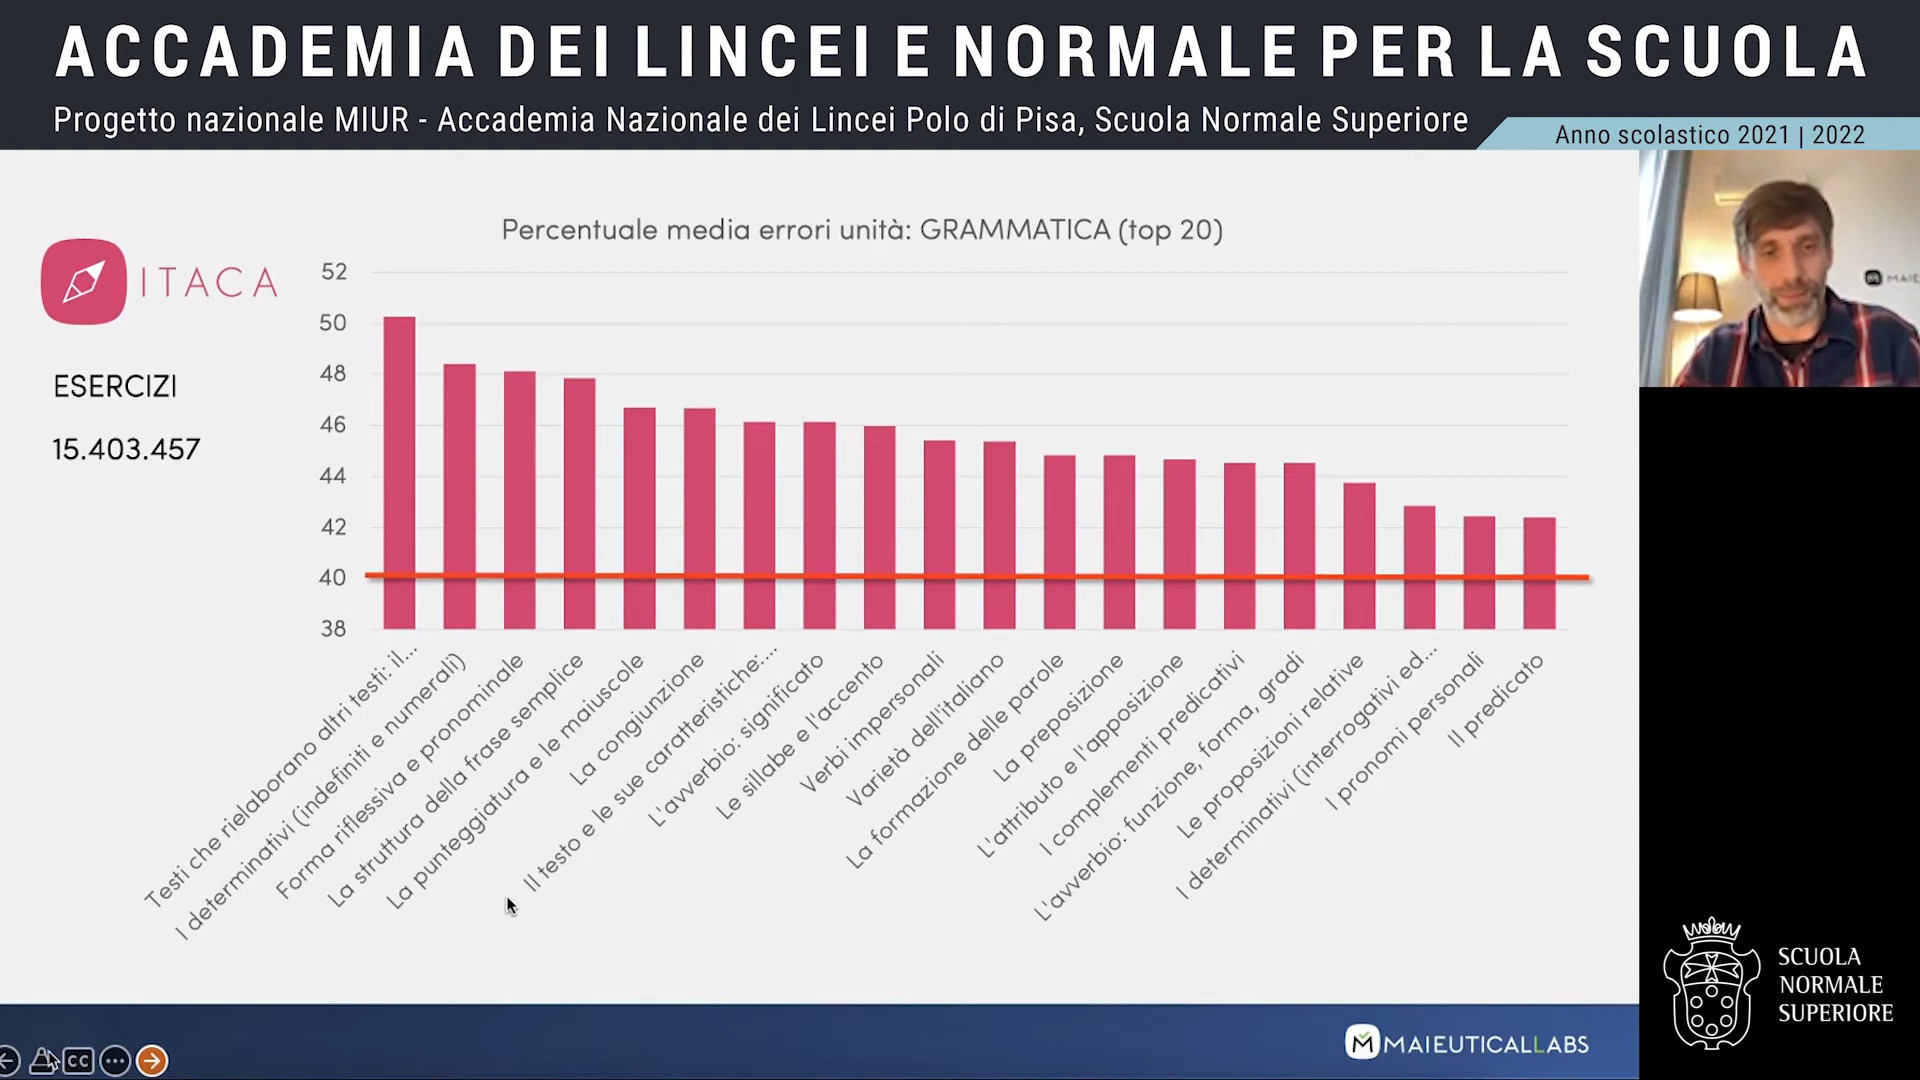 ACCADEMIA DEI LINCEI E NORMALE PER LA SCUOLA
Progetto nazionale MIUR - Accademia Nazionale dei Lincei Polo di Pisa, Scuola Normale Superiore
Anno scolastico 2021 | 2022
Percentuale media errori unità: GRAMMATICA (top 20)
ITACA
ESERCIZI
15.403.457
52
50
48
46
44
42
40
38
Testi che rielaborano altri testi: il...
I determinativi (indefiniti e numerali)
Forma riflessiva e pronominale
La struttura della frase semplice
La punteggiatura e le maiuscole
La congiunzione
Il testo e le sue caratteristiche:...
L'avverbio: significato
Le sillabe e l'accento
Verbi impersonali
Varietà dell'italiano
La formazione delle parole
La preposizione
L'attributo e l'apposizione
I complementi predicativi
L'avverbio: funzione, forma, gradi
Le proposizioni relative
I determinativi (interrogativi ed...
I pronomi personali
Il predicato
MAIE
CC
MAIEUTICALLABS
SCUOLA
NORMALE
SUPERIORE